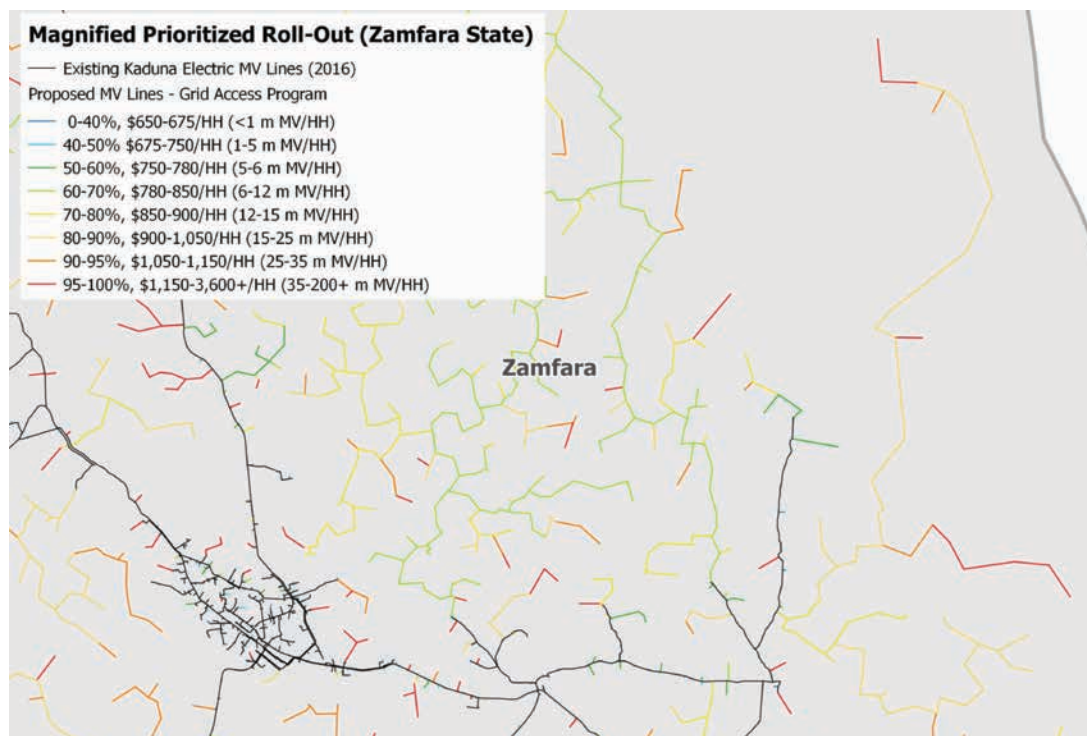 Magnified Prioritized Roll-Out (Zamfara State)
Existing Kaduna Electric MV Lines (2016)
Proposed MV Lines - Grid Access Program
0-40%, $650-675/HH (<1 m MV/HH)
40-50% $675-750/HH (1-5 m MV/HH)
50-60%, $750-780/HH (5-6 m MV/HH)
60-70%, $780-850/HH (6-12 m MV/HH)
70-80%, $850-900/HH (12-15 m MV/HH)
80-90%, $900-1,050/HH (15-25 m MV/HH)
90-95%, $1,050-1,150/HH (25-35 m MV/HH)
95-100%, $1,150-3,600+/HH (35-200+ m MV/HH)
Zamfara